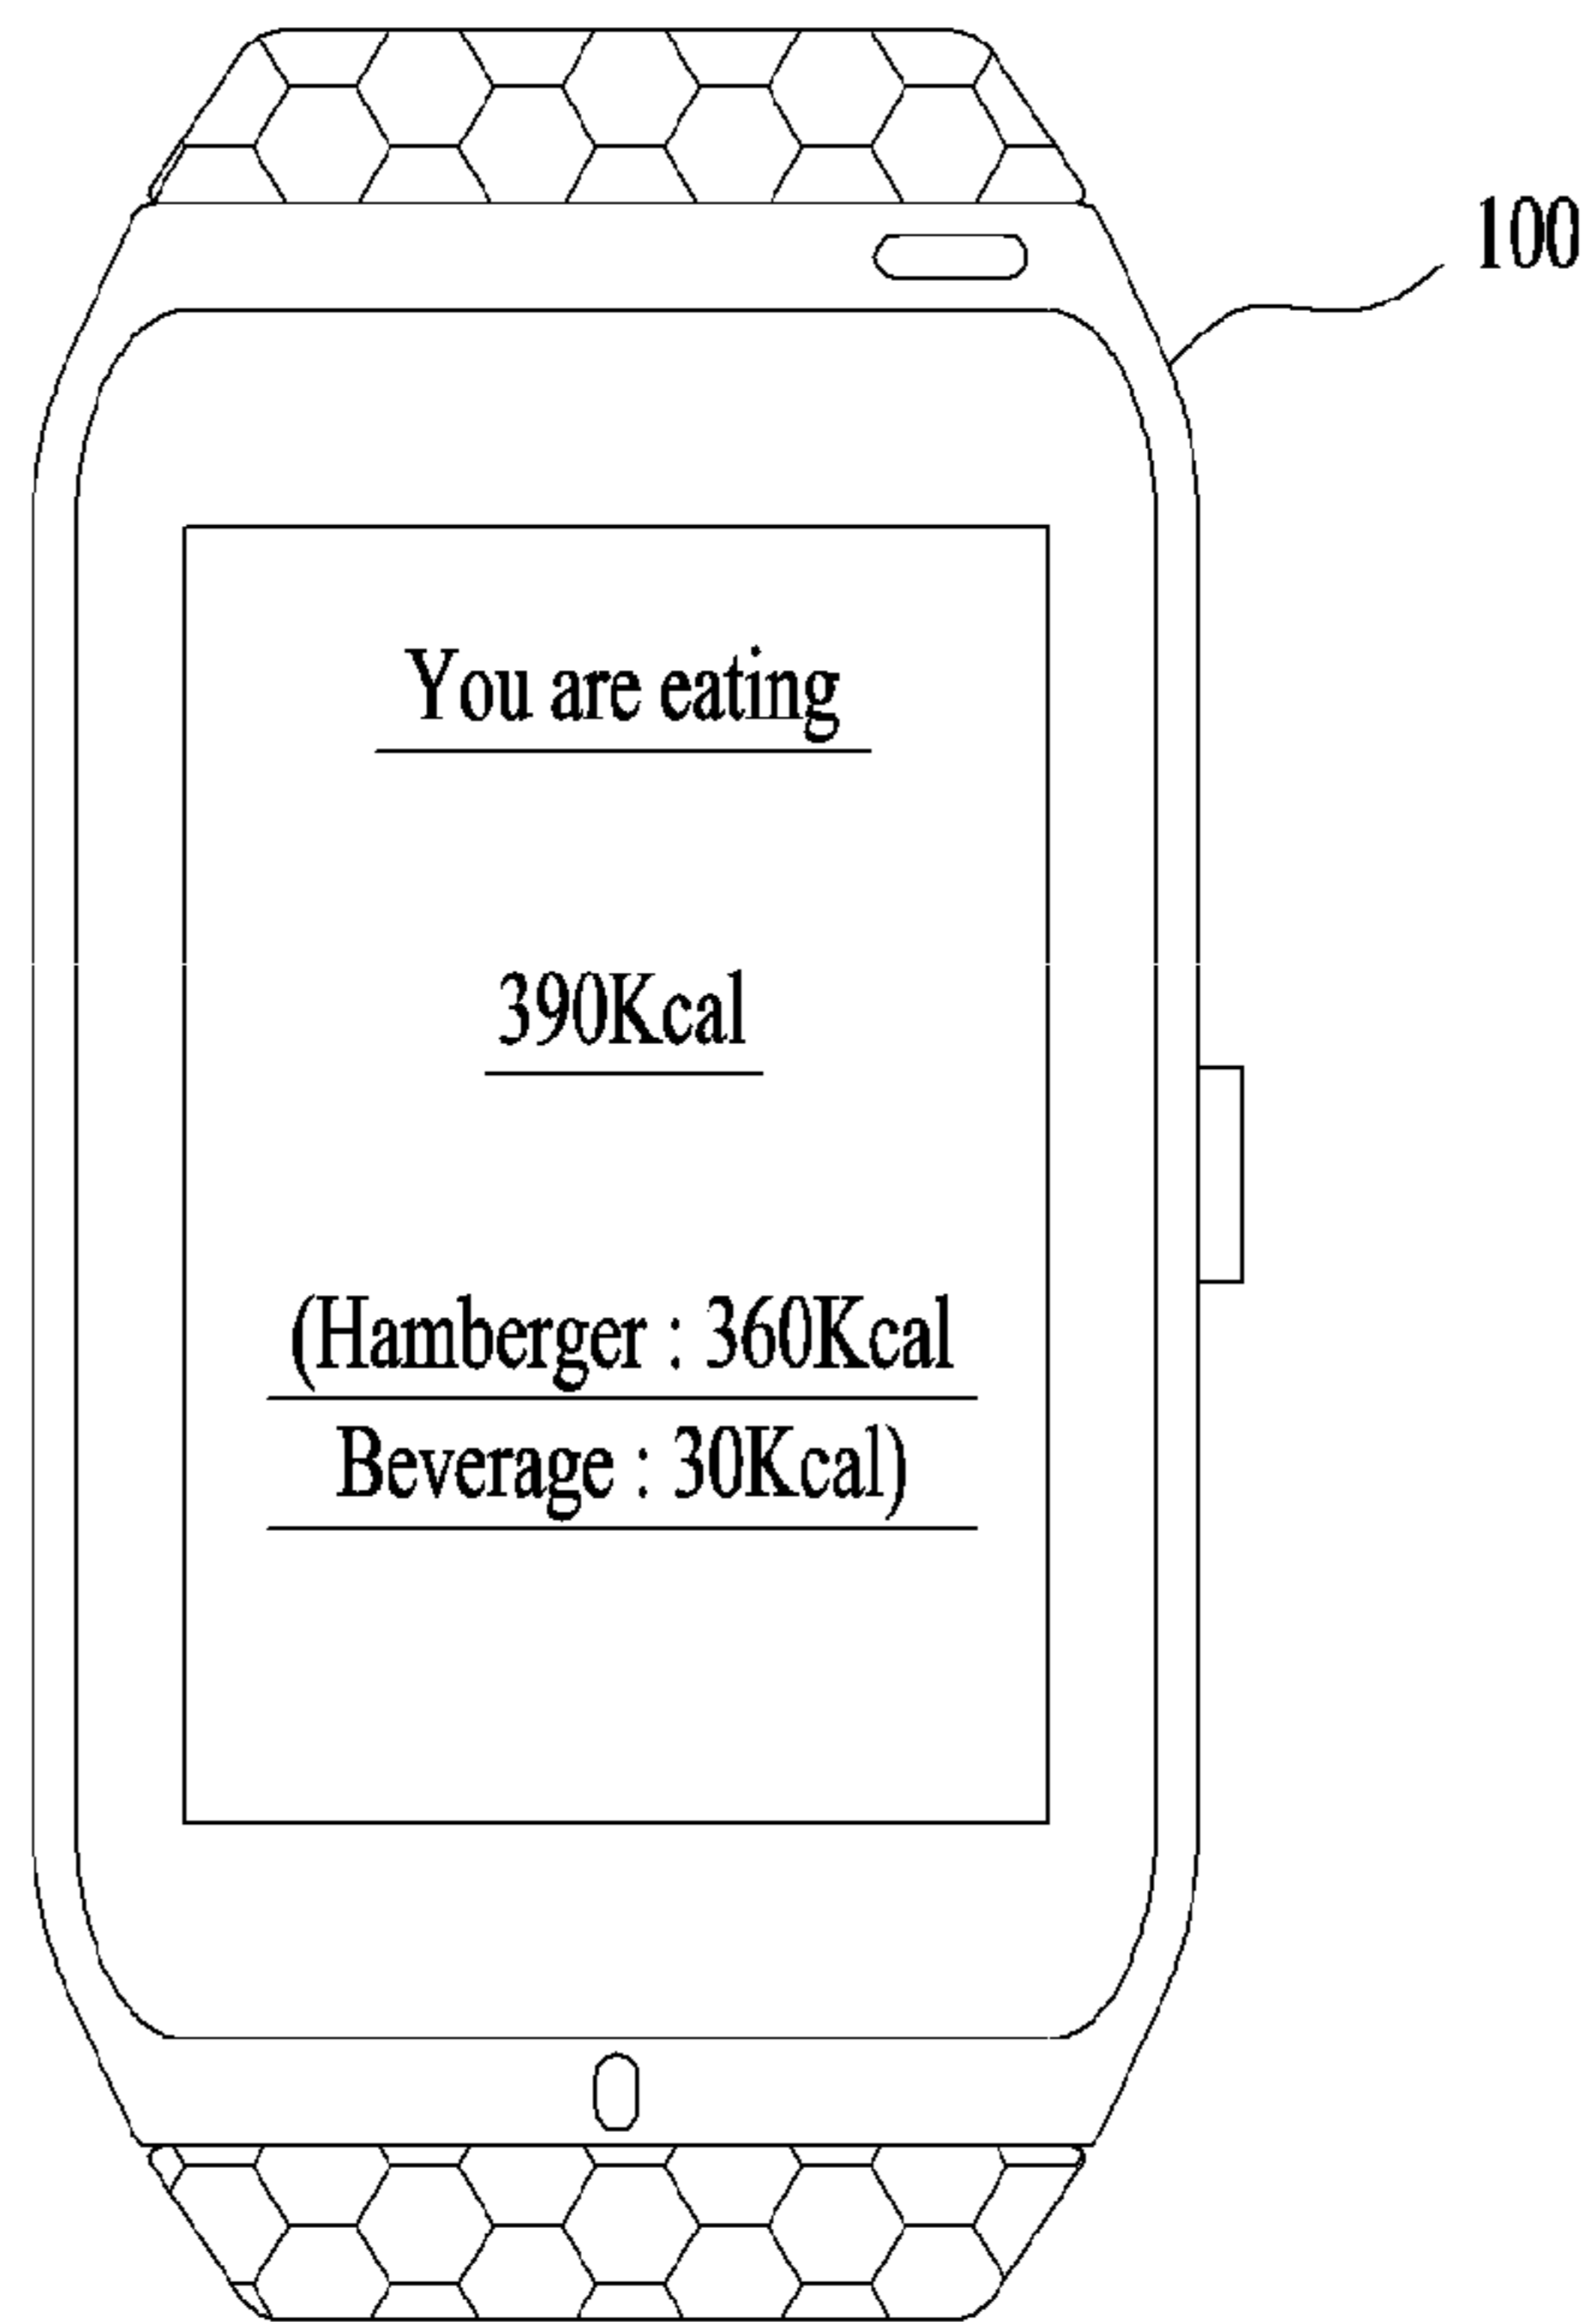 100
You are eating
390Kcal
(Hamberger : 360Kcal
Beverage : 30Kcal)